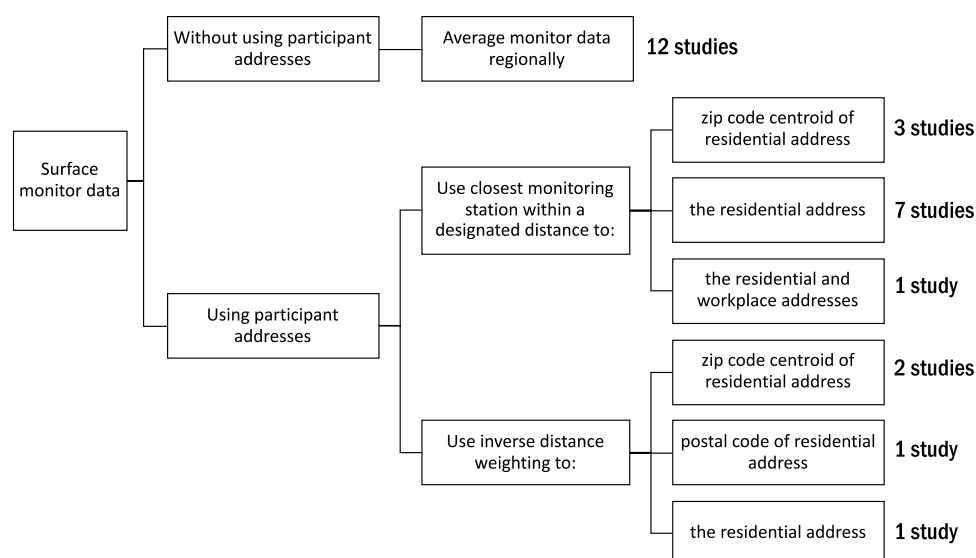 Surface
monitor data
Without using participant
addresses
Average monitor data
regionally
12 studies
Using participant
addresses
Use closest monitoring
station within a
designated distance to:
zip code centroid of
residential address
3 studies
the residential address
7 studies
the residential and
workplace addresses
1 study
Use inverse distance
weighting to:
zip code centroid of
residential address
2 studies
postal code of residential
address
1 study
the residential address
1 study